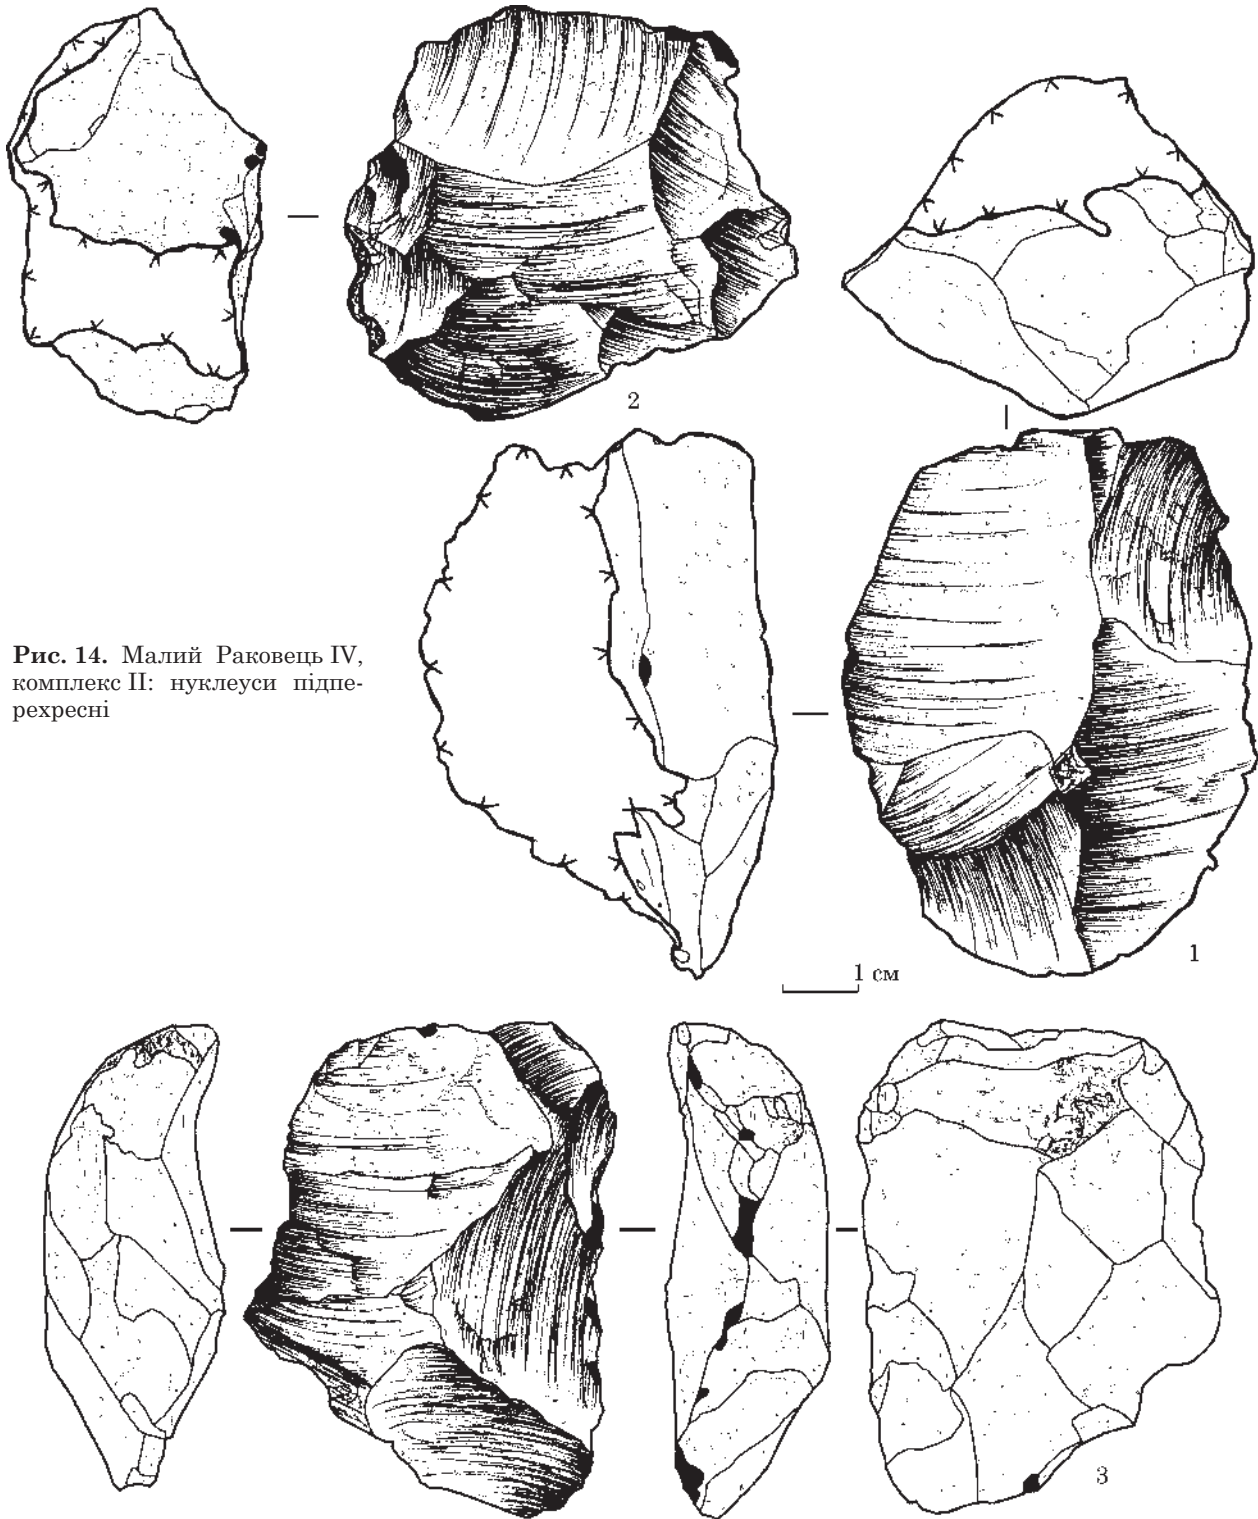 2
Рис. 14. Малий Раковець IV,
комплекс II: нуклеуси підпе-
рехресні
1
1 см
3